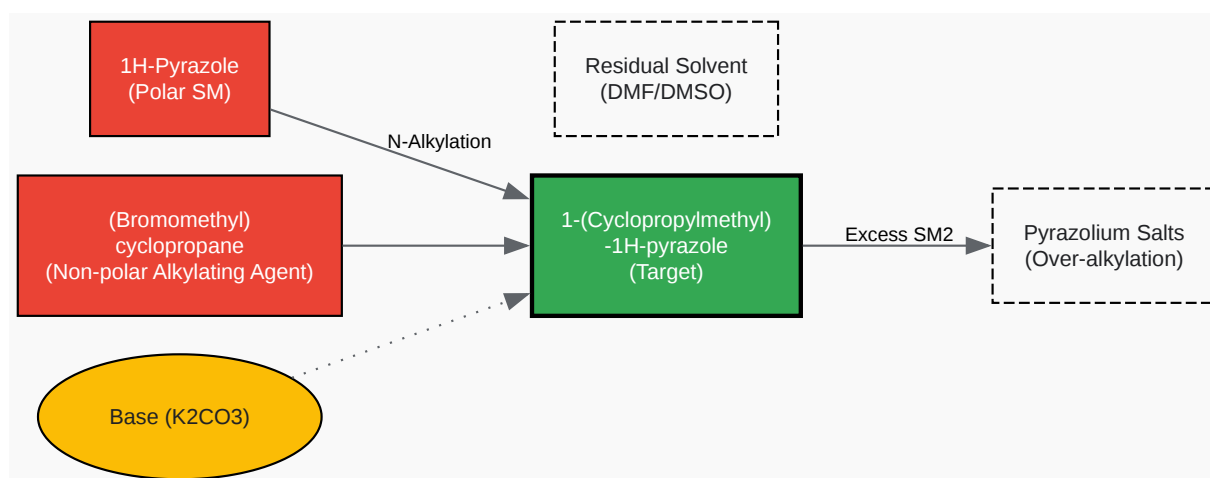 1H-Pyrazole
(Polar SM)
Residual Solvent
(DMF/DMSO)
N-Alkylation
(Bromomethyl)
cyclopropane
(Non-polar Alkylating Agent)
1-(Cyclopropylmethyl)
-1H-pyrazole
(Target)
Excess SM2
Pyrazolium Salts
(Over-alkylation)
Base (K2CO3)